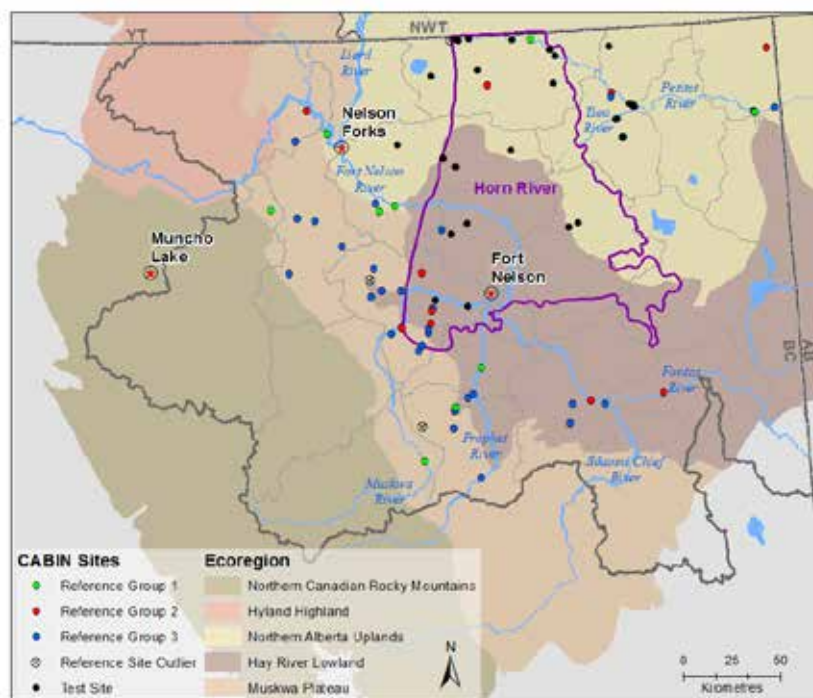 YT
NWT
Liard
River
Nelson
Forks
Fort Nelson
River
Petitot
River
River
Horn River
Muncho
Lake
Fort
Nelson
AB
BC
Fontas
River
Prophet
River
Sikanni Chief
River
Muskwa
River
CABIN Sites
Reference Group 1
Reference Group 2
Reference Group 3
Reference Site Outlier
Test Site
Ecoregion
Northern Canadian Rocky Mountains
Hyland Highland
Northern Alberta Uplands
Hay River Lowland
Muskwa Plateau
N
0 25 50
Kilometres